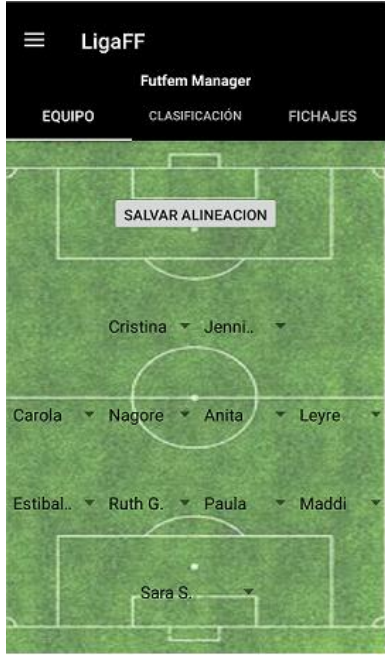 LigaFF
Futfem Manager
EQUIPO CLASIFICACIÓN FICHAJES
SALVAR ALINEACION
Cristina Jenni..
Carola Nagore Anita Leyre
Estibal.. Ruth G. Paula Maddi
Sara S.